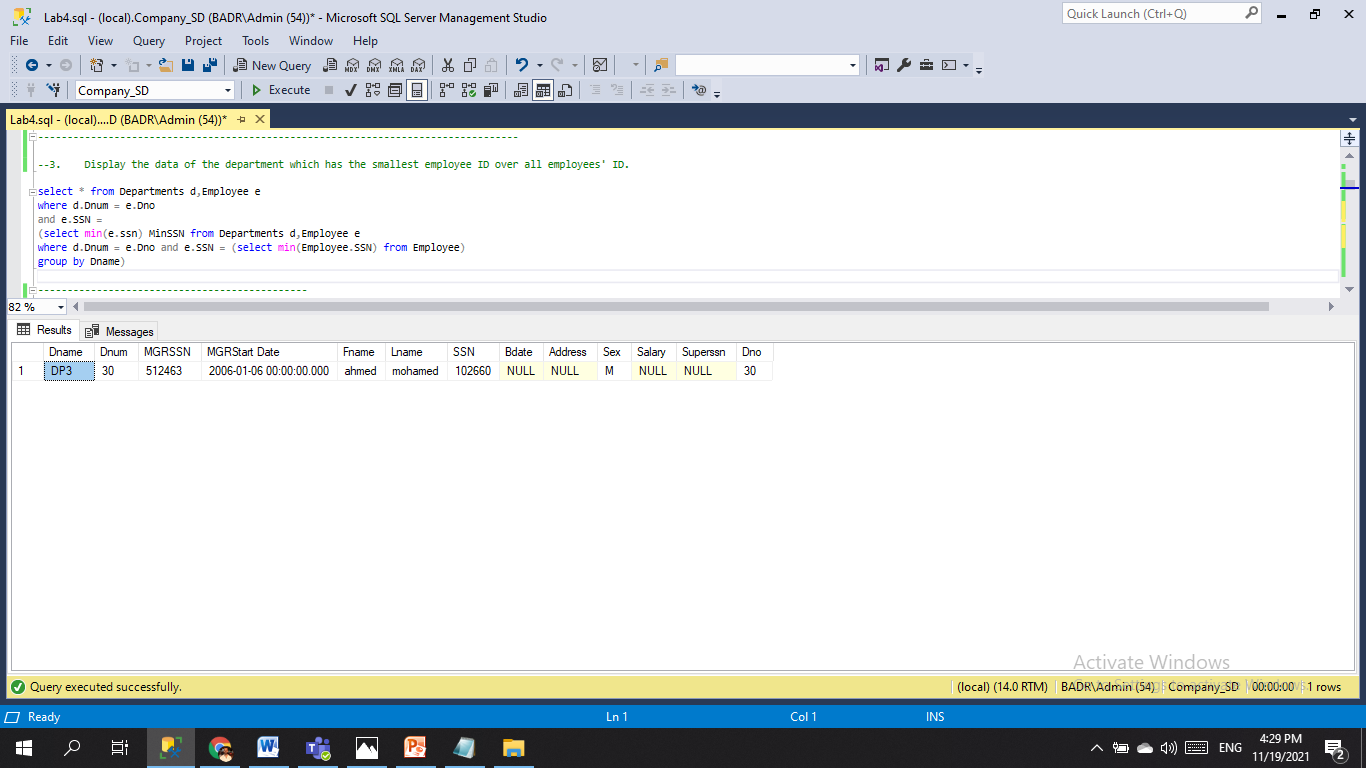 Lab4.sql - (local).Company_SD (BADR\Admin (54))* - Microsoft SQL Server Management Studio
Quick Launch (Ctrl+Q)
File Edit View Query Project Tools Window Help
New Query MDX DMX XMLA DAX
Company_SD Execute
Lab4.sql - (local)....D (BADR\Admin (54))*
--3. Display the data of the department which has the smallest employee ID over all employees' ID.
select * from Departments d,Employee e
where d.Dnum = e.Dno
and e.SSN =
(select min(e.ssn) MinSSN from Departments d,Employee e
where d.Dnum = e.Dno and e.SSN = (select min(Employee.SSN) from Employee)
group by Dname)
82 %
Results Messages
Dname Dnum MGRSSN MGRStart Date Fname Lname SSN Bdate Address Sex Salary Superssn Dno
1 DP3 30 512463 2006-01-06 00:00:00.000 ahmed mohamed 102660 NULL NULL M NULL NULL 30
Activate Windows
Go to Settings to activate Windows.
Query executed successfully. (local) (14.0 RTM) BADR\Admin (54) Company_SD 00:00:00 1 rows
Ready Ln 1 Col 1 INS
ENG 4:29 PM
11/19/2021 2